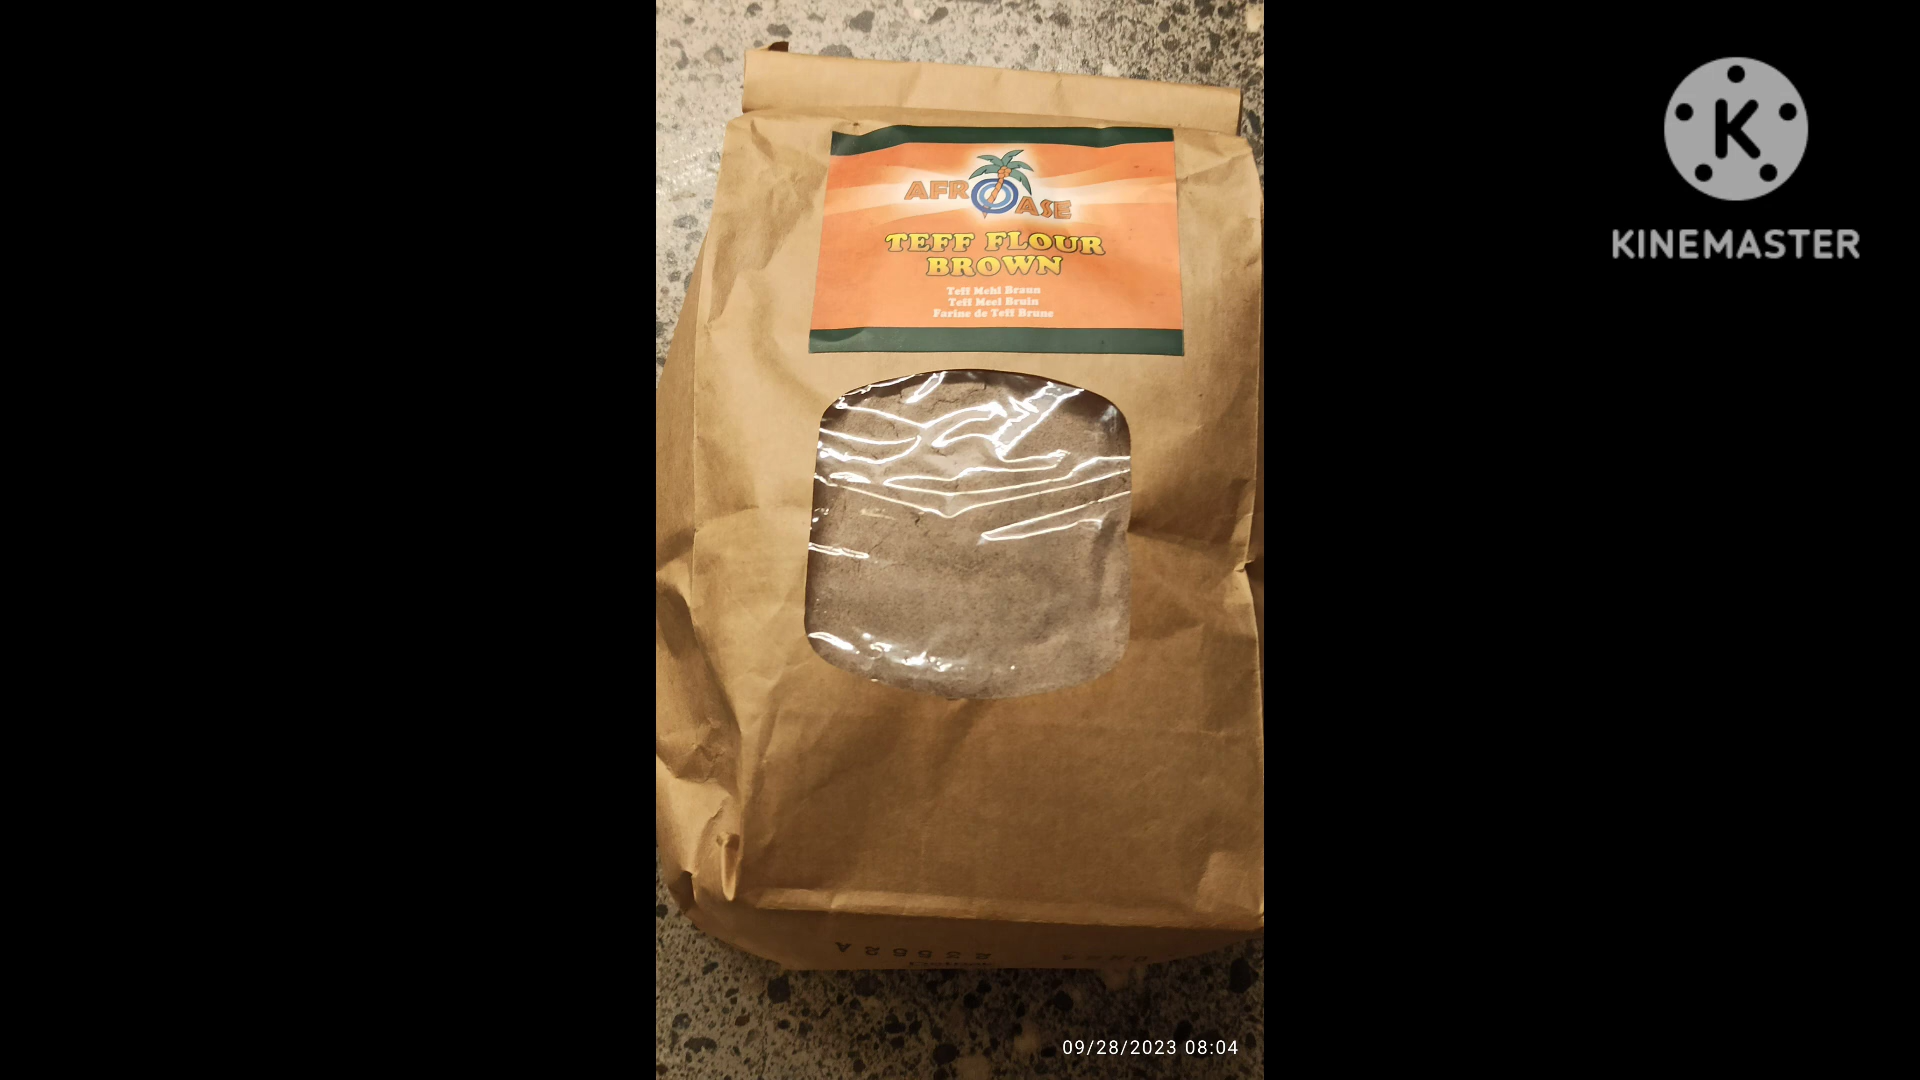 AFROASE
TEFF FLOUR
BROWN
Teff Mehl Braun
Teff Meel Bruin
Farine de Teff Brune
K
KINEMASTER
09/28/2023 08:04